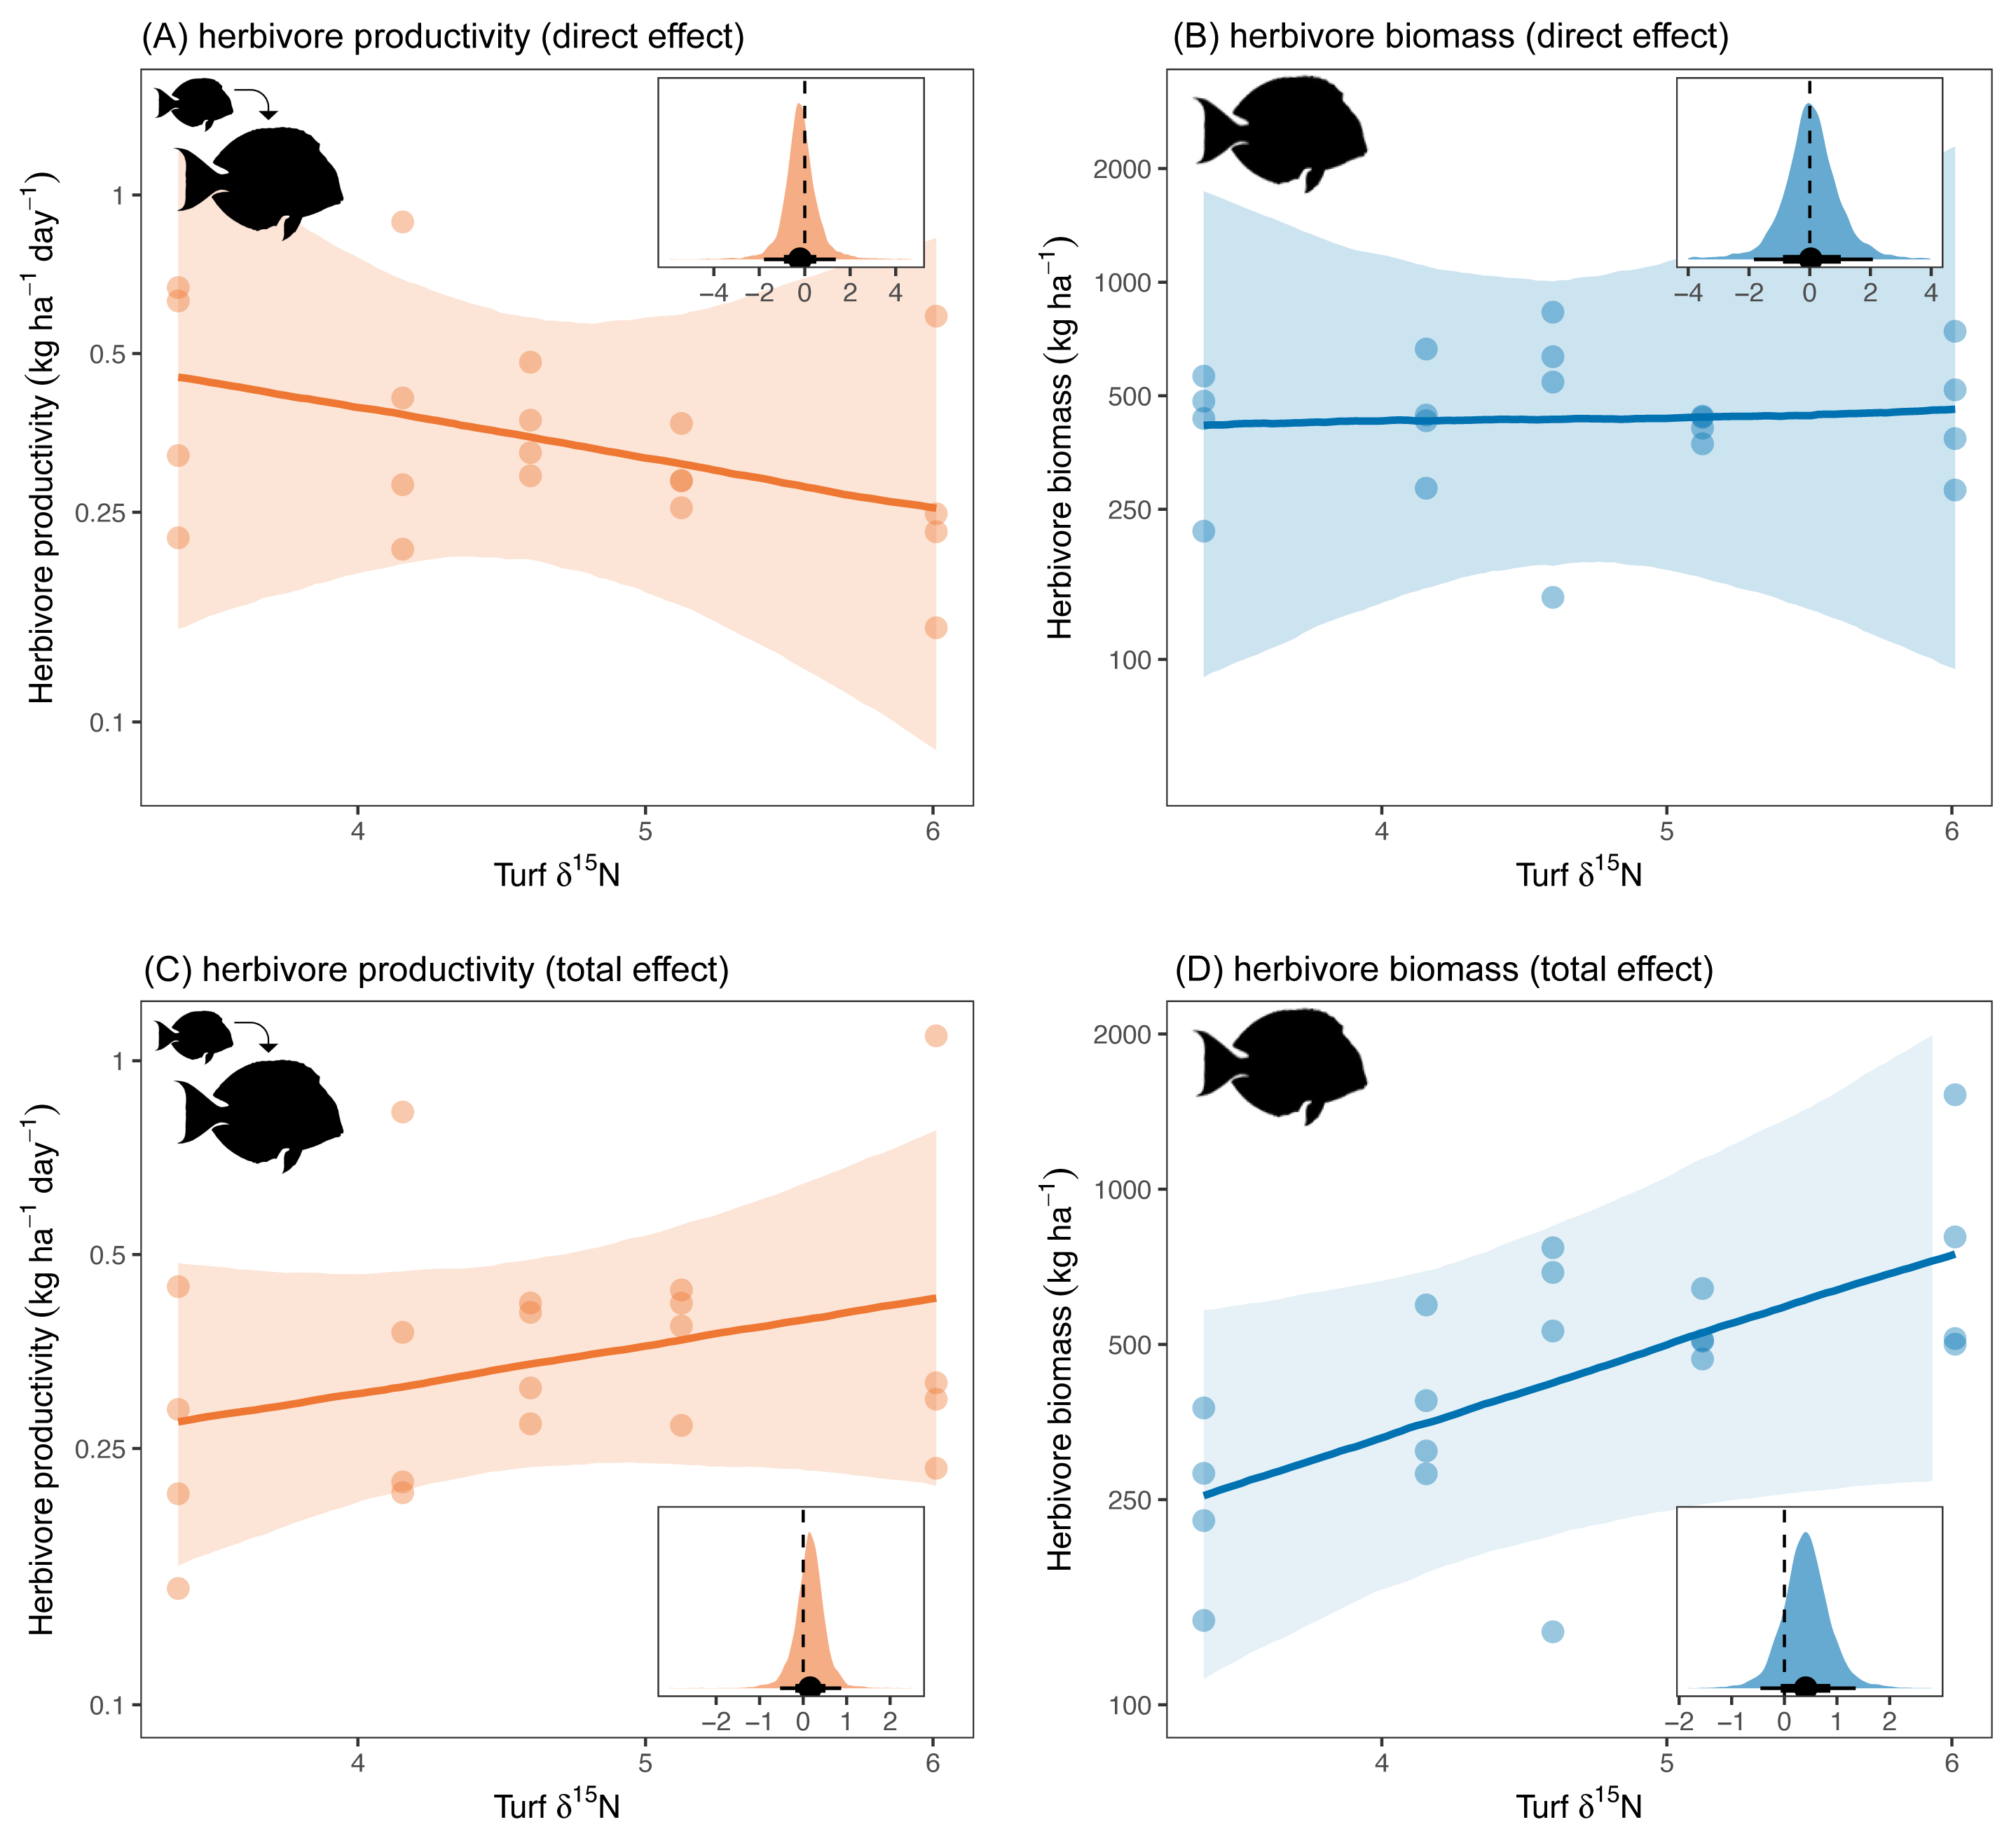 (A) herbivore productivity (direct effect)
Herbivore productivity (kg ha⁻¹ day⁻¹)
1
0.5
0.25
0.1
−4 −2 0 2 4
4 5 6
Turf δ¹⁵N
(B) herbivore biomass (direct effect)
Herbivore biomass (kg ha⁻¹)
2000
1000
500
250
100
−4 −2 0 2 4
4 5 6
Turf δ¹⁵N
(C) herbivore productivity (total effect)
Herbivore productivity (kg ha⁻¹ day⁻¹)
1
0.5
0.25
0.1
−2 −1 0 1 2
4 5 6
Turf δ¹⁵N
(D) herbivore biomass (total effect)
Herbivore biomass (kg ha⁻¹)
2000
1000
500
250
100
−2 −1 0 1 2
4 5 6
Turf δ¹⁵N